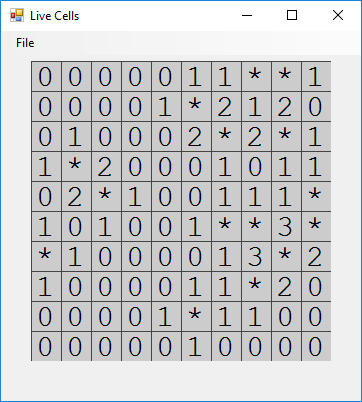 Live Cells
File
0 0 0 0 0 1 1 * * 1
0 0 0 0 1 * 2 1 2 0
0 1 0 0 0 2 * 2 * 1
1 * 2 0 0 0 1 0 1 1
0 2 * 1 0 0 1 1 1 *
1 0 1 0 0 1 * * 3 *
* 1 0 0 0 0 1 3 * 2
1 0 0 0 0 1 1 * 2 0
0 0 0 0 1 * 1 1 0 0
0 0 0 0 0 1 0 0 0 0